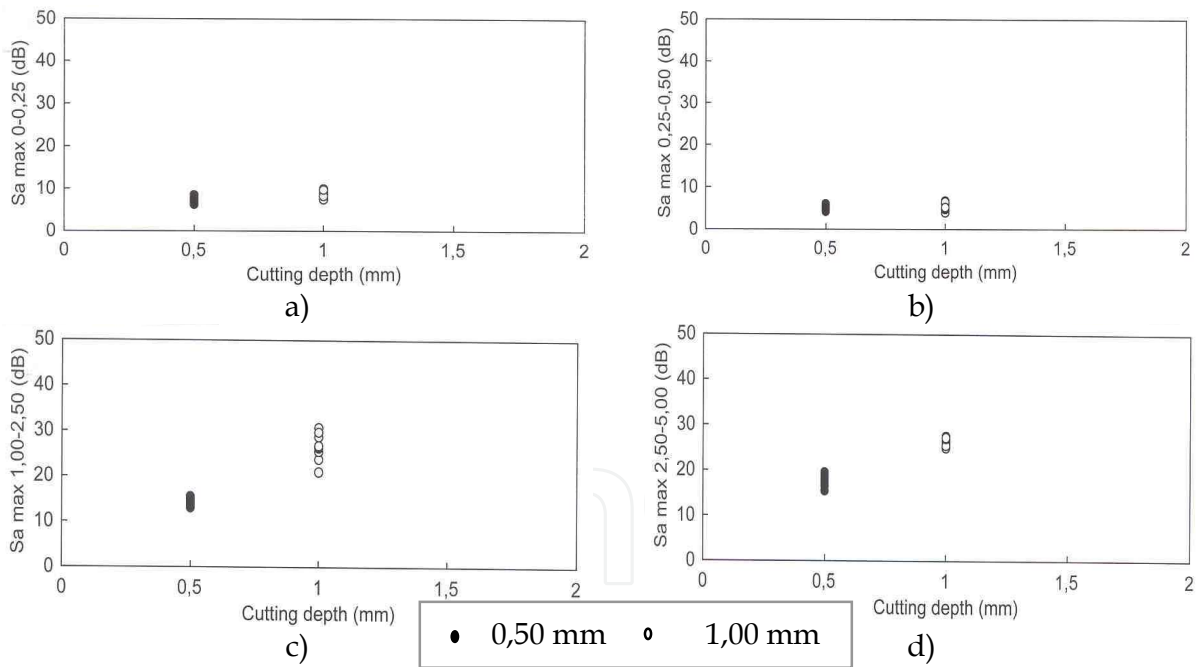 Sa max 0-0,25 (dB)
50
40
30
20
10
0
0 0,5 1 1,5 2
Cutting depth (mm)
a)
Sa max 0,25-0,50 (dB)
50
40
30
20
10
0
0 0,5 1 1,5 2
Cutting depth (mm)
b)
Sa max 1,00-2,50 (dB)
50
40
30
20
10
0
0 0,5 1 1,5 2
Cutting depth (mm)
c)
Sa max 2,50-5,00 (dB)
50
40
30
20
10
0
0 0,5 1 1,5 2
Cutting depth (mm)
d)
0,50 mm 1,00 mm